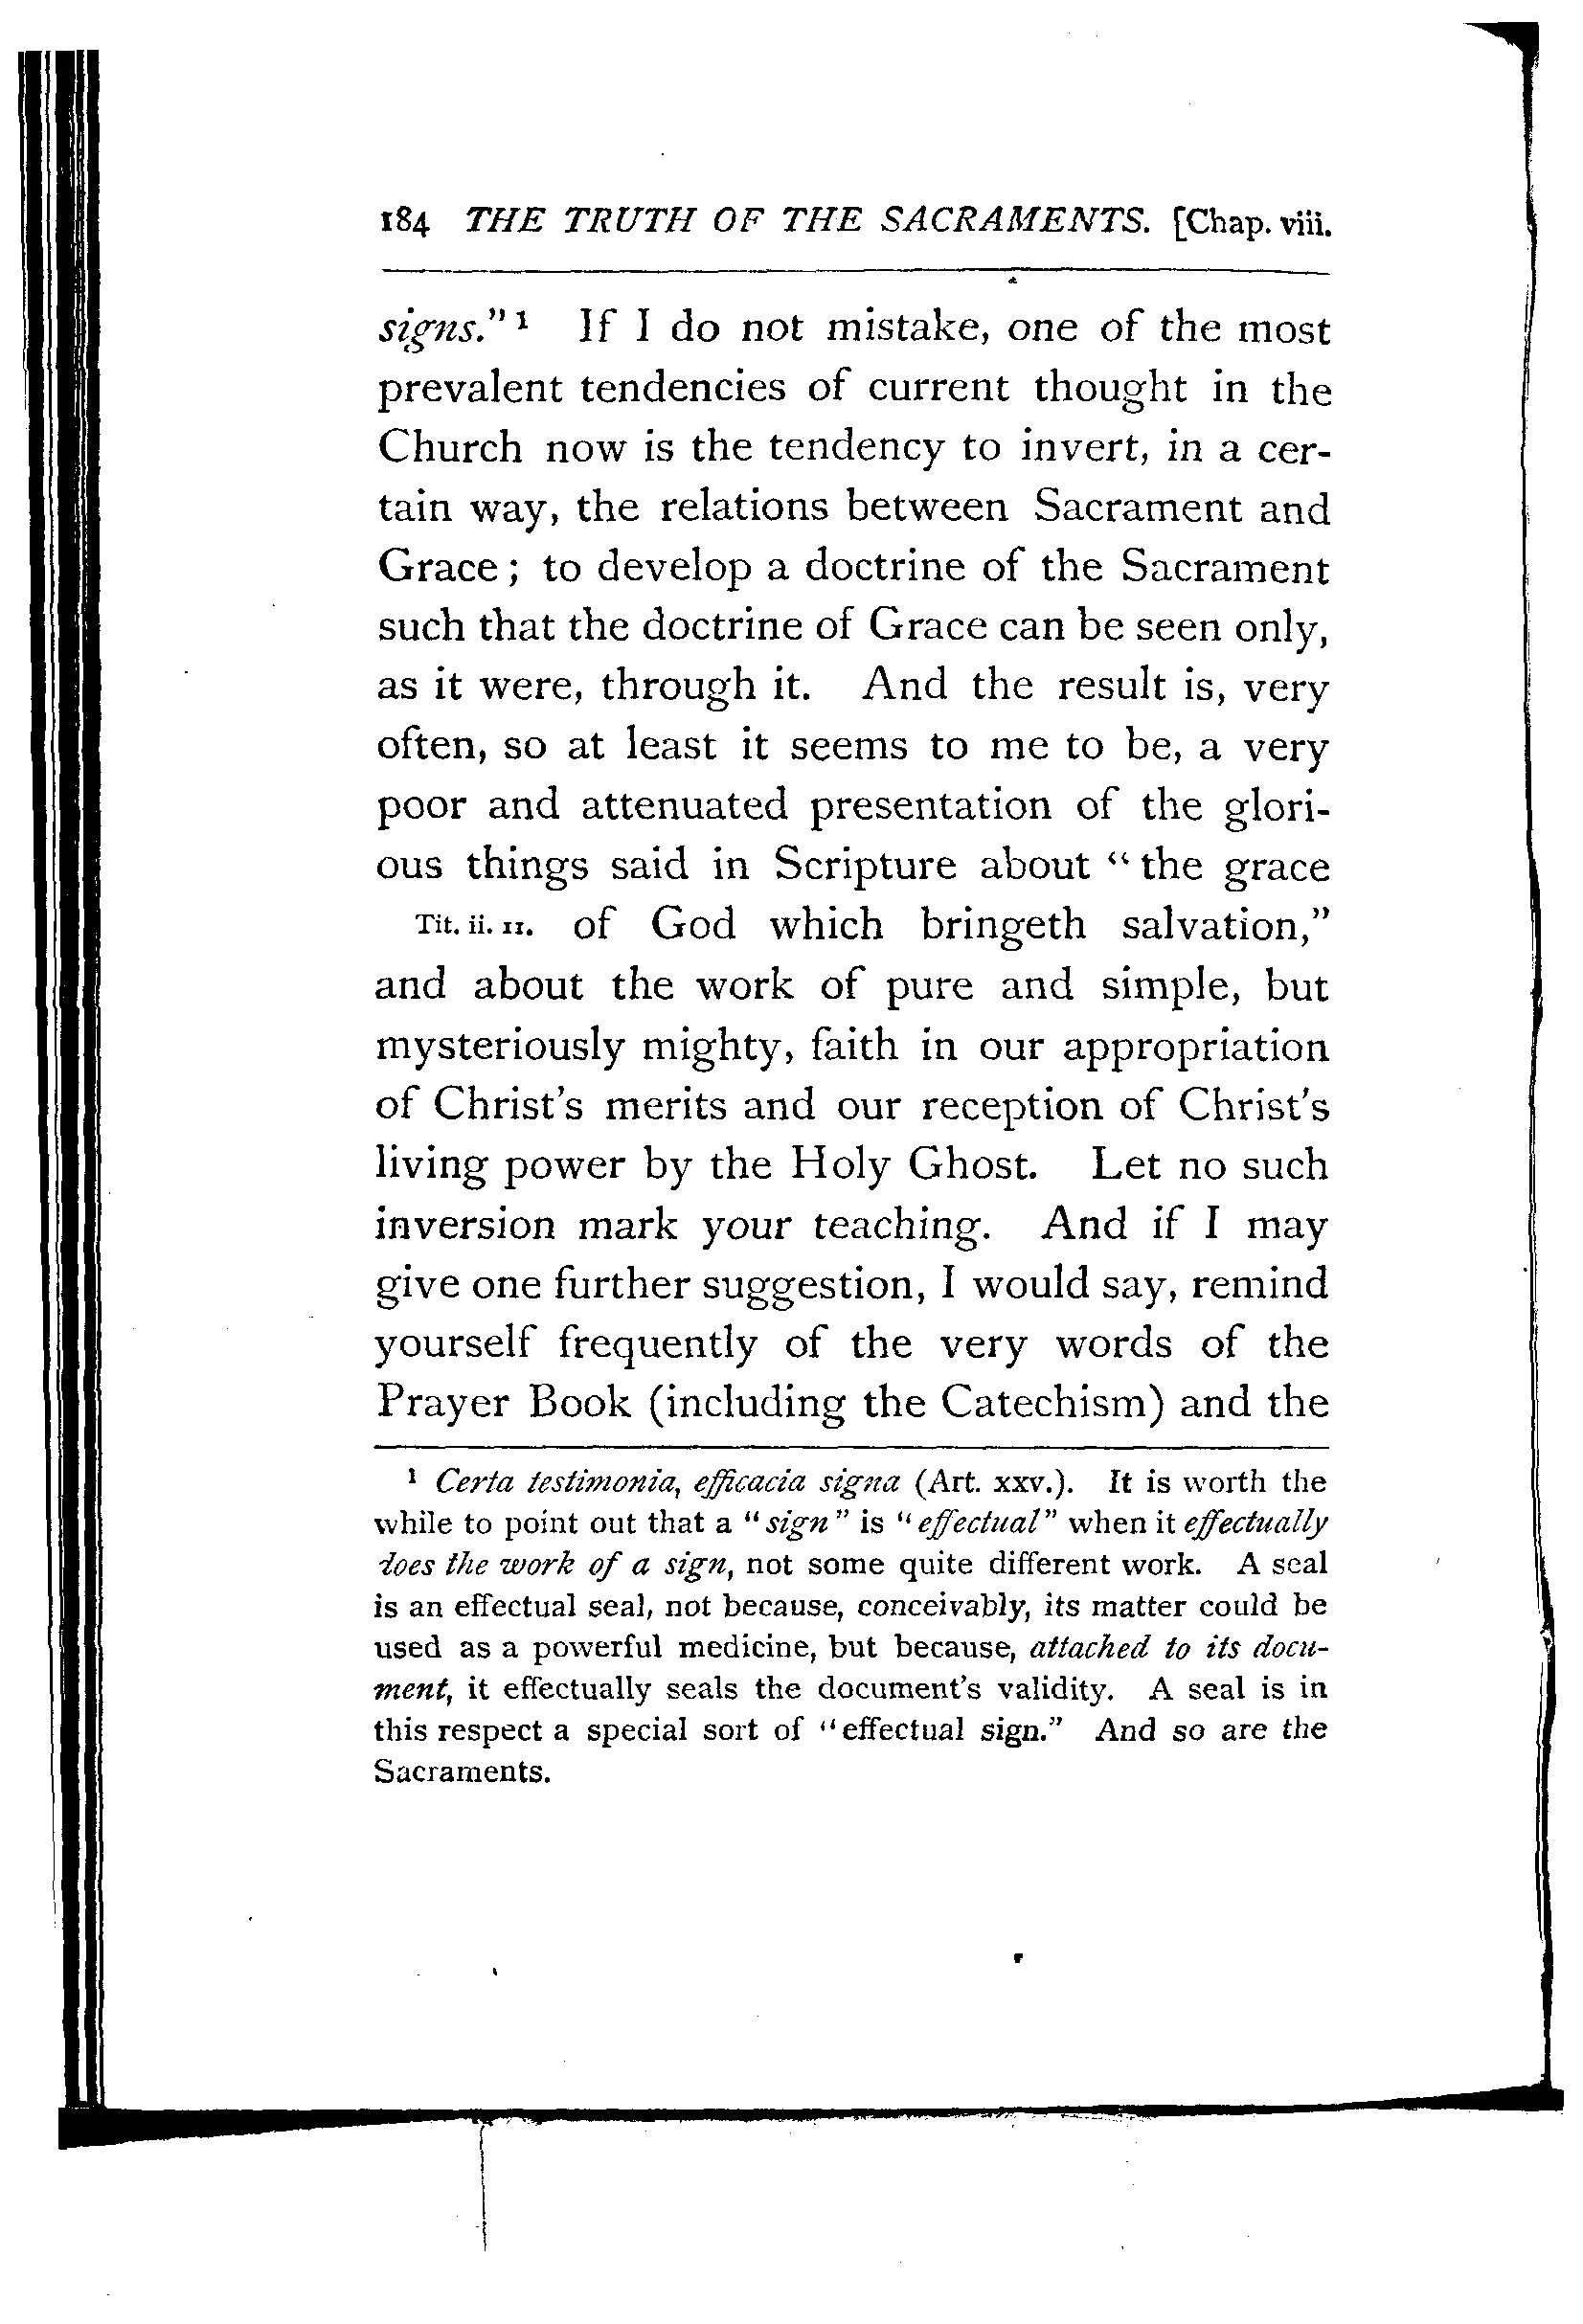 184 THE TRUTH OF THE SACRAMENTS. [Chap. viii.
signs." 1 If I do not mistake, one of the most
prevalent tendencies of current thought in the
Church now is the tendency to invert, in a cer-
tain way, the relations between Sacrament and
Grace; to develop a doctrine of the Sacrament
such that the doctrine of Grace can be seen only,
as it were, through it. And the result is, very
often, so at least it seems to me to be, a very
poor and attenuated presentation of the glori-
ous things said in Scripture about "the grace
Tit. ii. 11. of God which bringeth salvation,"
and about the work of pure and simple, but
mysteriously mighty, faith in our appropriation
of Christ's merits and our reception of Christ's
living power by the Holy Ghost. Let no such
inversion mark your teaching. And if I may
give one further suggestion, I would say, remind
yourself frequently of the very words of the
Prayer Book (including the Catechism) and the
1 Certa testimonia, efficacia signa (Art. xxv.). It is worth the
while to point out that a "sign" is "effectual" when it effectually
does the work of a sign, not some quite different work. A seal
is an effectual seal, not because, conceivably, its matter could be
used as a powerful medicine, but because, attached to its docu-
ment, it effectually seals the document's validity. A seal is in
this respect a special sort of "effectual sign." And so are the
Sacraments.